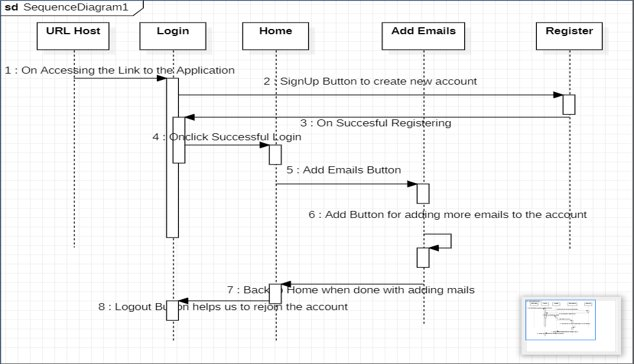 sd SequenceDiagram1
URL Host
Login
Home
Add Emails
Register
1 : On Accessing the Link to the Application
2 : SignUp Button to create new account
3 : On Succesful Registering
4 : Onclick Successful Login
5 : Add Emails Button
6 : Add Button for adding more emails to the account
7 : Back to Home when done with adding mails
8 : Logout Button helps us to rejoin the account